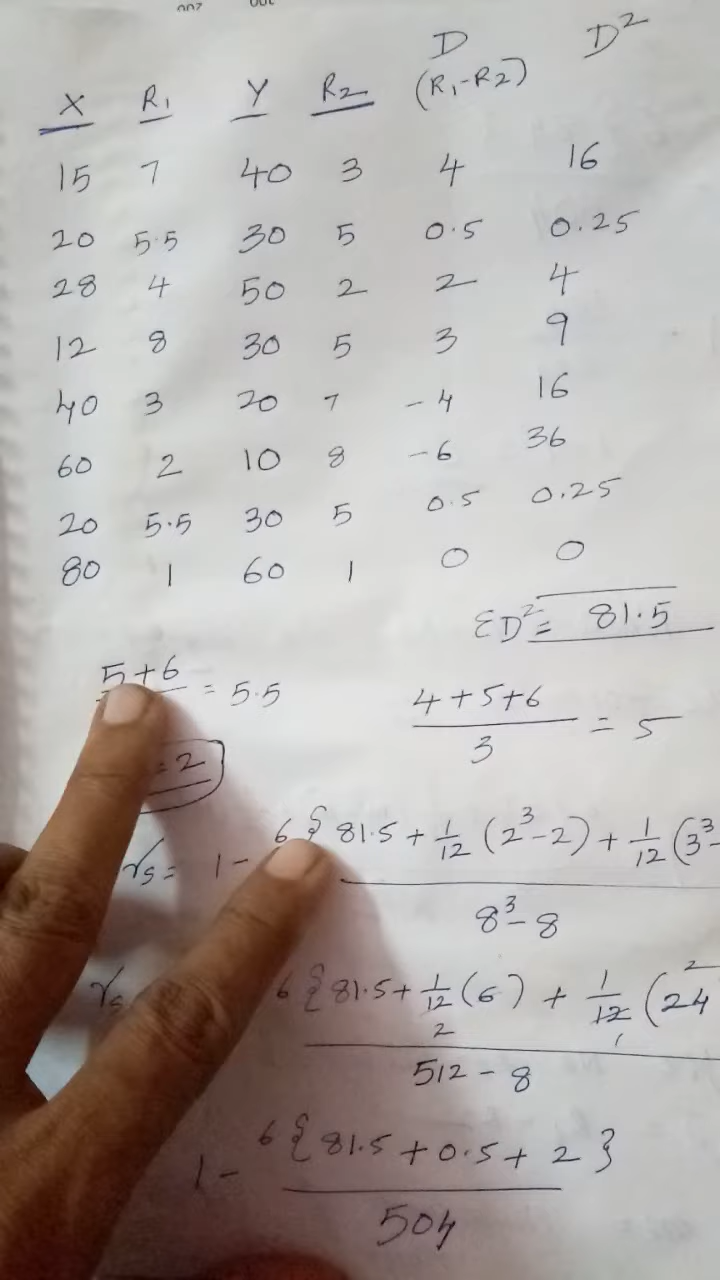 D D²
X R₁ Y R₂ (R₁-R₂)
15 7 40 3 4 16
20 5.5 30 5 0.5 0.25
28 4 50 2 2 4
12 8 30 5 3 9
40 3 20 7 -4 16
60 2 10 8 -6 36
20 5.5 30 5 0.5 0.25
80 1 60 1 0 0
ΣD² = 81.5
5+6 = 5.5
4+5+6 / 3 = 5
=2
rs = 1 - 6{81.5 + 1/12 (2³-2) + 1/12 (3³-
8³-8
rs 6{81.5 + 1/12 (6) + 1/12 (24
2 1 2
512 - 8
1 - 6{81.5 + 0.5 + 2}
504